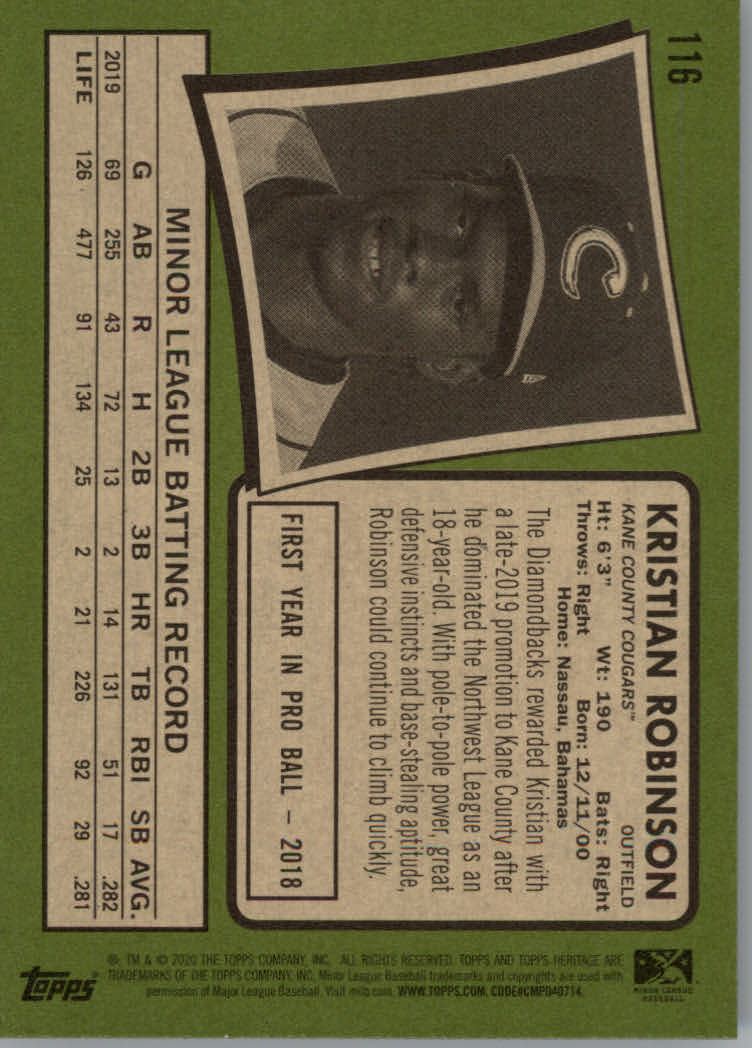 116
C
KRISTIAN ROBINSON
KANE COUNTY COUGARS™ OUTFIELD
Ht: 6'3" Wt: 190 Bats: Right
Throws: Right Born: 12/11/00
Home: Nassau, Bahamas
The Diamondbacks rewarded Kristian with
a late-2019 promotion to Kane County after
he dominated the Northwest League as an
18-year-old. With pole-to-pole power, great
defensive instincts and base-stealing aptitude,
Robinson could continue to climb quickly.
FIRST YEAR IN PRO BALL – 2018
MINOR LEAGUE BATTING RECORD
G AB R H 2B 3B HR TB RBI SB AVG.
2019 69 255 43 72 13 2 14 131 51 17 .282
LIFE 126 477 91 134 25 2 21 226 92 29 .281
MINOR LEAGUE
BASEBALL
®, TM & © 2020 THE TOPPS COMPANY, INC. ALL RIGHTS RESERVED. TOPPS AND TOPPS HERITAGE ARE
TRADEMARKS OF THE TOPPS COMPANY, INC. Minor League Baseball trademarks and copyrights are used with
permission of Major League Baseball. Visit milb.com. WWW.TOPPS.COM. CODE#CMPD40714.
Topps®